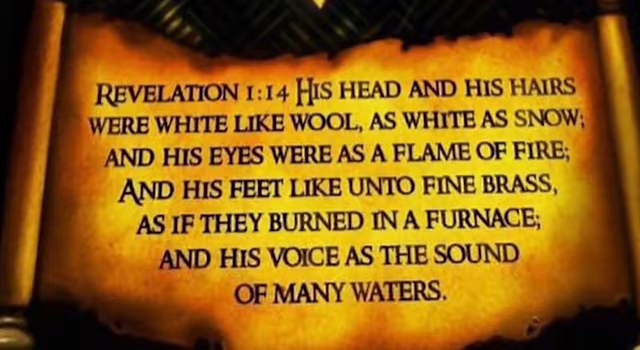 Revelation 1:14 His head and his hairs
were white like wool, as white as snow;
and his eyes were as a flame of fire;
And his feet like unto fine brass,
as if they burned in a furnace;
and his voice as the sound
of many waters.